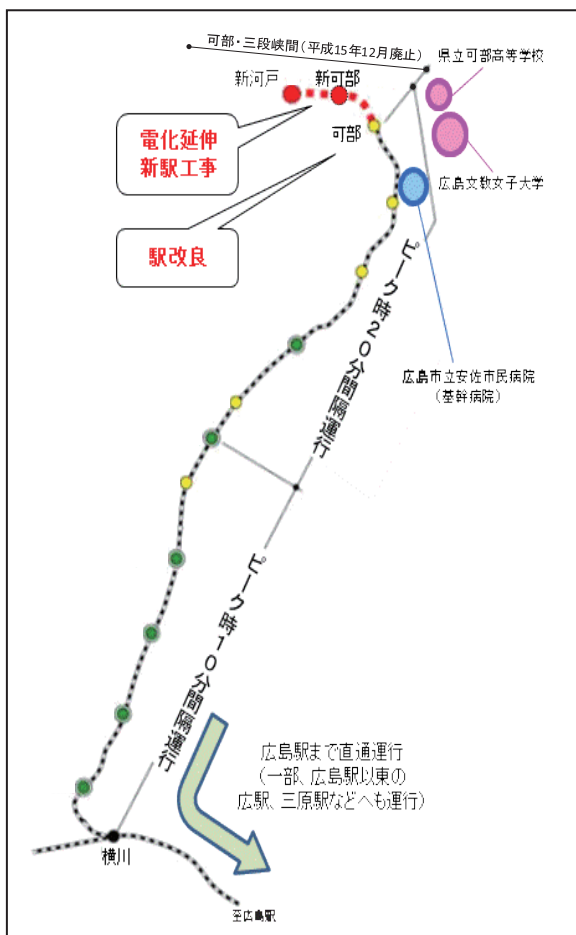 可部・三段峡間(平成15年12月廃止)
県立可部高等学校
新河戸
新可部
可部
電化延伸
新駅工事
広島文教女子大学
駅改良
ピーク時20分間隔運行
広島市立安佐市民病院
(基幹病院)
ピーク時10分間隔運行
広島駅まで直通運行
(一部、広島駅以東の
広駅、三原駅などへも運行)
横川
至広島駅